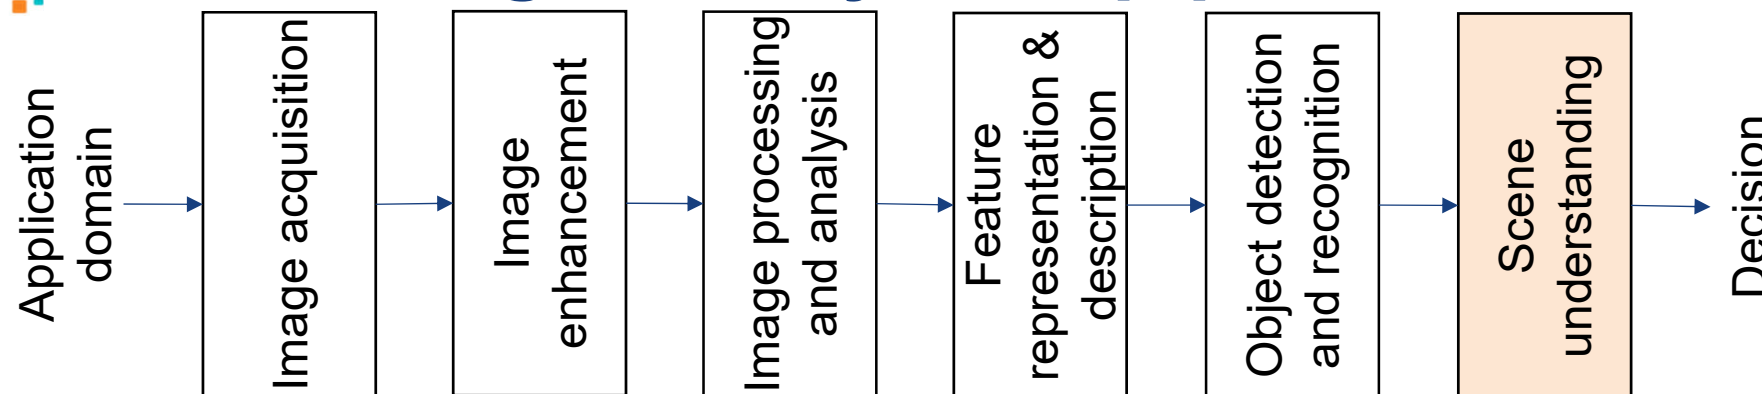 Application
domain
Image acquisition
Image
enhancement
Image processing
and analysis
Feature
representation &
description
Object detection
and recognition
Scene
understanding
Decision